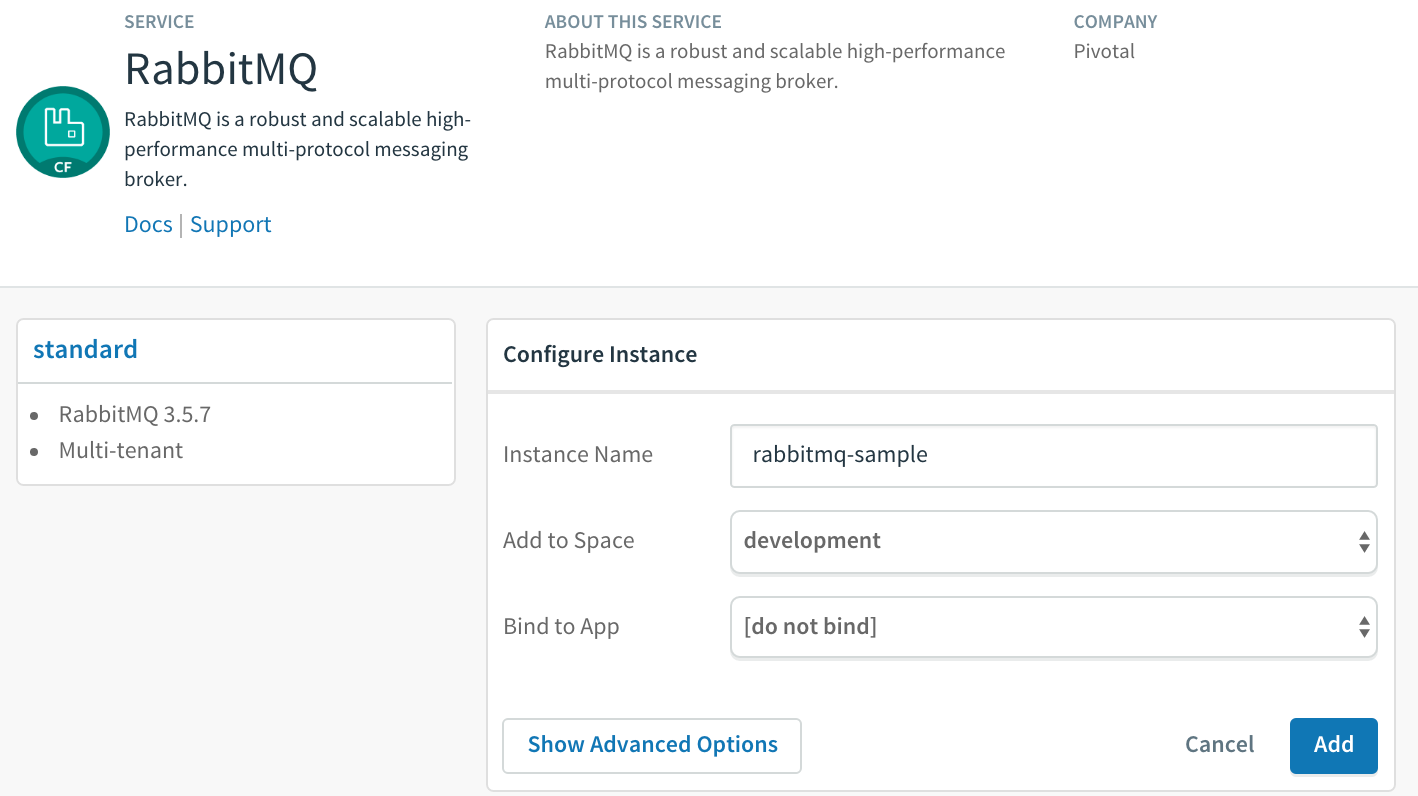 SERVICE
RabbitMQ
RabbitMQ is a robust and scalable high-
performance multi-protocol messaging
broker.
Docs | Support
CF
ABOUT THIS SERVICE
RabbitMQ is a robust and scalable high-performance
multi-protocol messaging broker.
COMPANY
Pivotal
standard
• RabbitMQ 3.5.7
• Multi-tenant
Configure Instance
Instance Name rabbitmq-sample
Add to Space development
Bind to App [do not bind]
Show Advanced Options Cancel Add